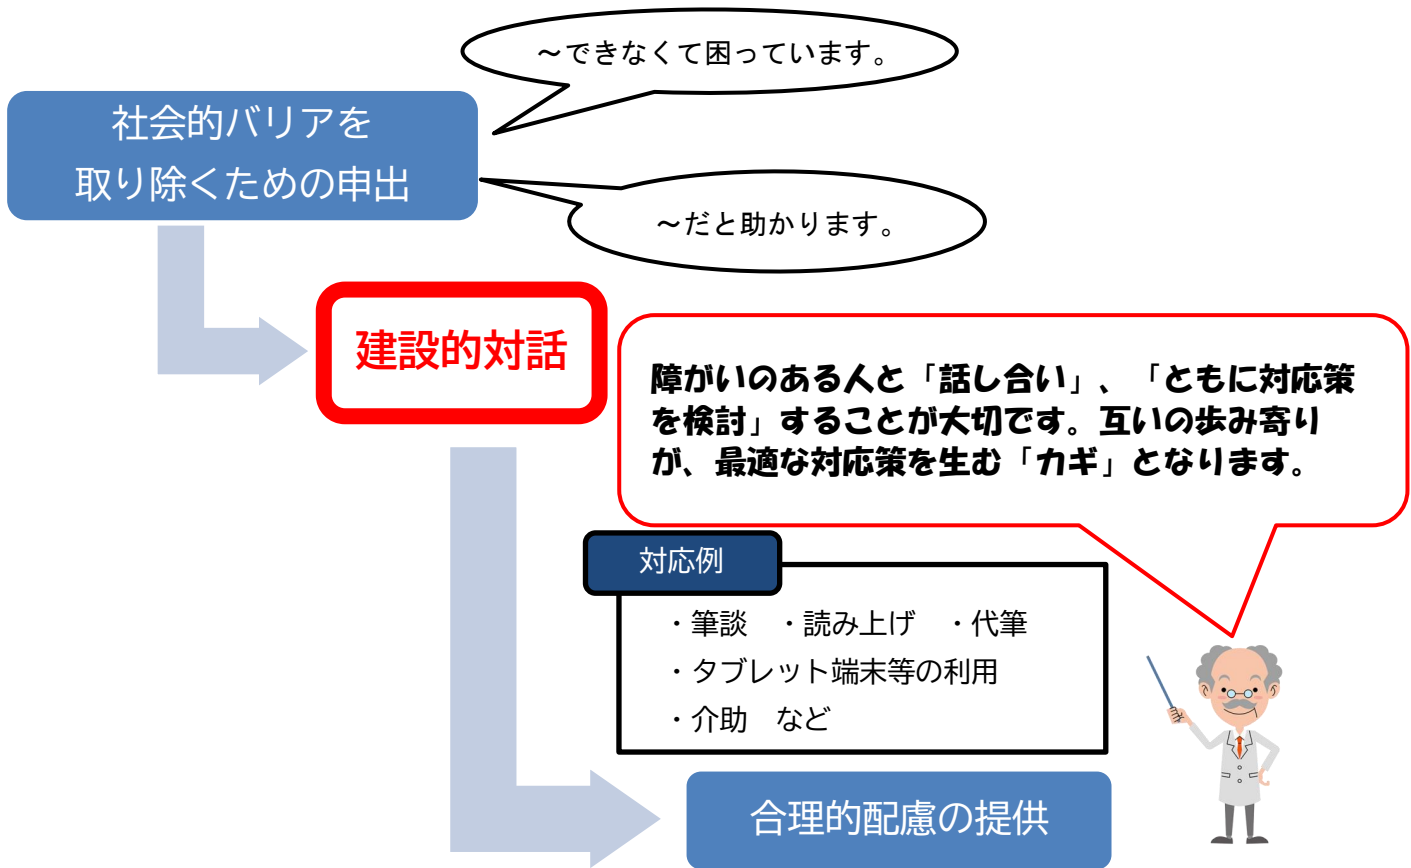 ～できなくて困っています。
社会的バリアを
取り除くための申出
～だと助かります。
建設的対話
障がいのある人と「話し合い」、「ともに対応策
を検討」することが大切です。互いの歩み寄り
が、最適な対応策を生む「カギ」となります。
対応例
・筆談　・読み上げ　・代筆
・タブレット端末等の利用
・介助　など
合理的配慮の提供